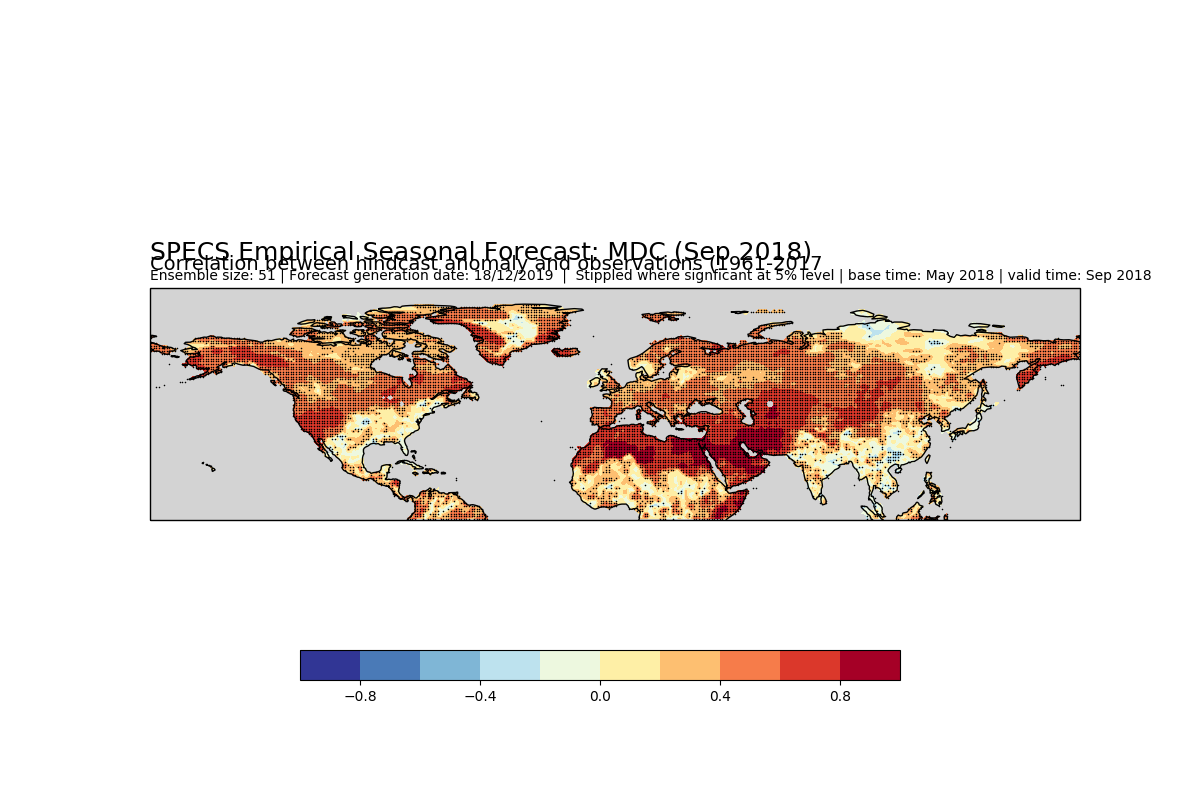 SPECS Empirical Seasonal Forecast: MDC (Sep 2018)
Correlation between hindcast anomaly and observations (1961-2017
Ensemble size: 51 | Forecast generation date: 18/12/2019 | Stippled where signficant at 5% level | base time: May 2018 | valid time: Sep 2018
−0.8 −0.4 0.0 0.4 0.8